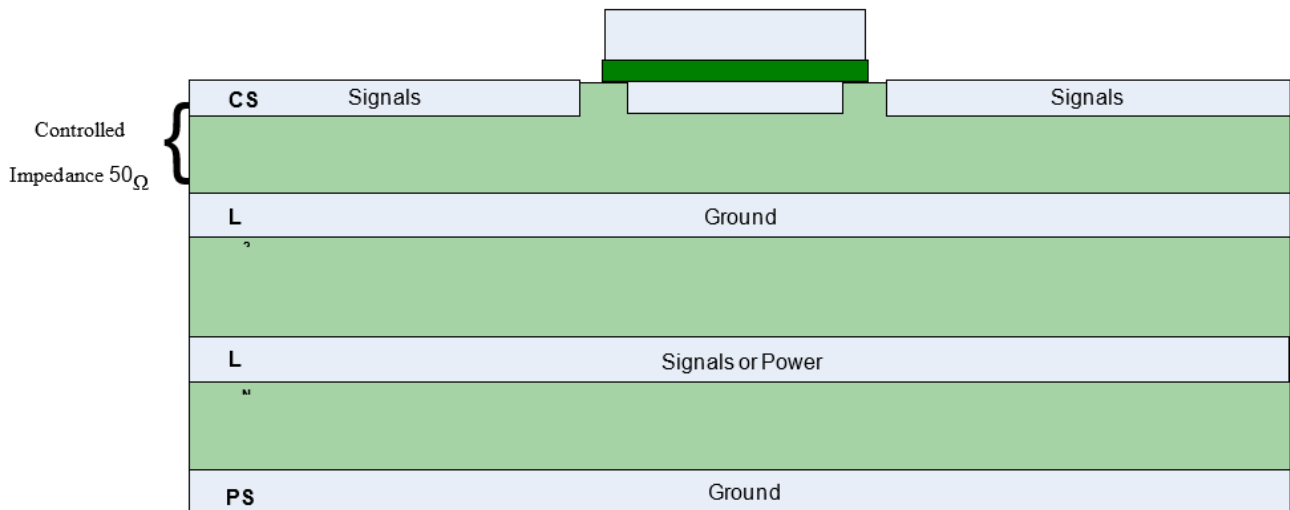 CS Signals Signals
Controlled
Impedance 50Ω
L Ground
L Signals or Power
N
PS Ground